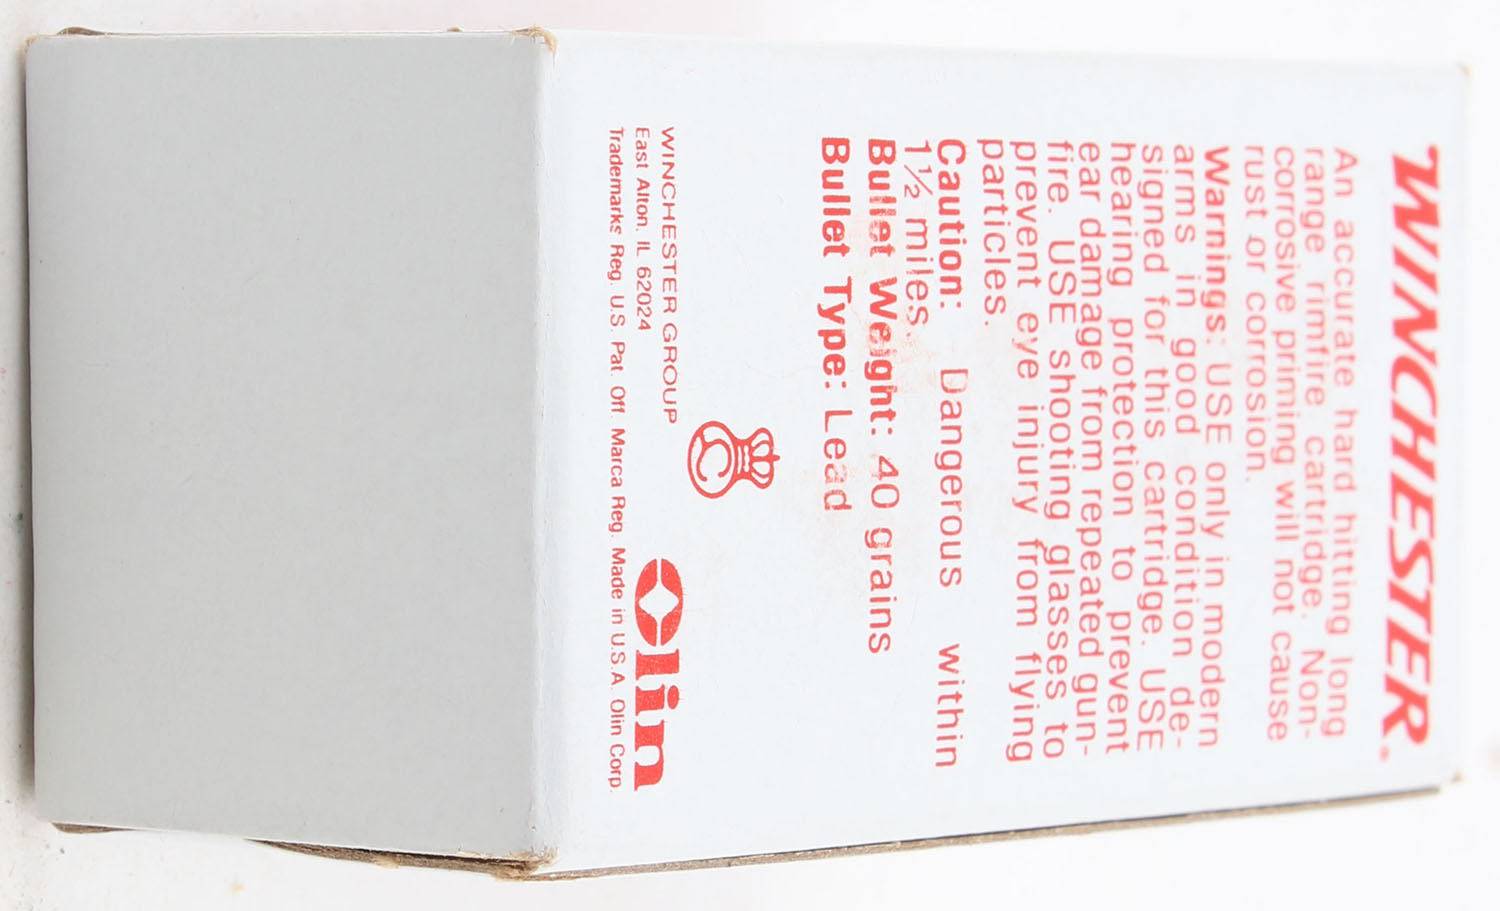 WINCHESTER®
An accurate hard hitting long
range rimfire cartridge. Non-
corrosive priming will not cause
rust or corrosion.
Warnings: USE only in modern
arms in good condition de-
signed for this cartridge. USE
hearing protection to prevent
ear damage from repeated gun-
fire. USE shooting glasses to
prevent eye injury from flying
particles.
Caution: Dangerous within
1½ miles.
Bullet Weight: 40 grains
Bullet Type: Lead
WINCHESTER GROUP
Olin
East Alton, IL 62024
Trademarks Reg. U.S. Pat. Off. Marca Reg. Made in U.S.A. Olin Corp.